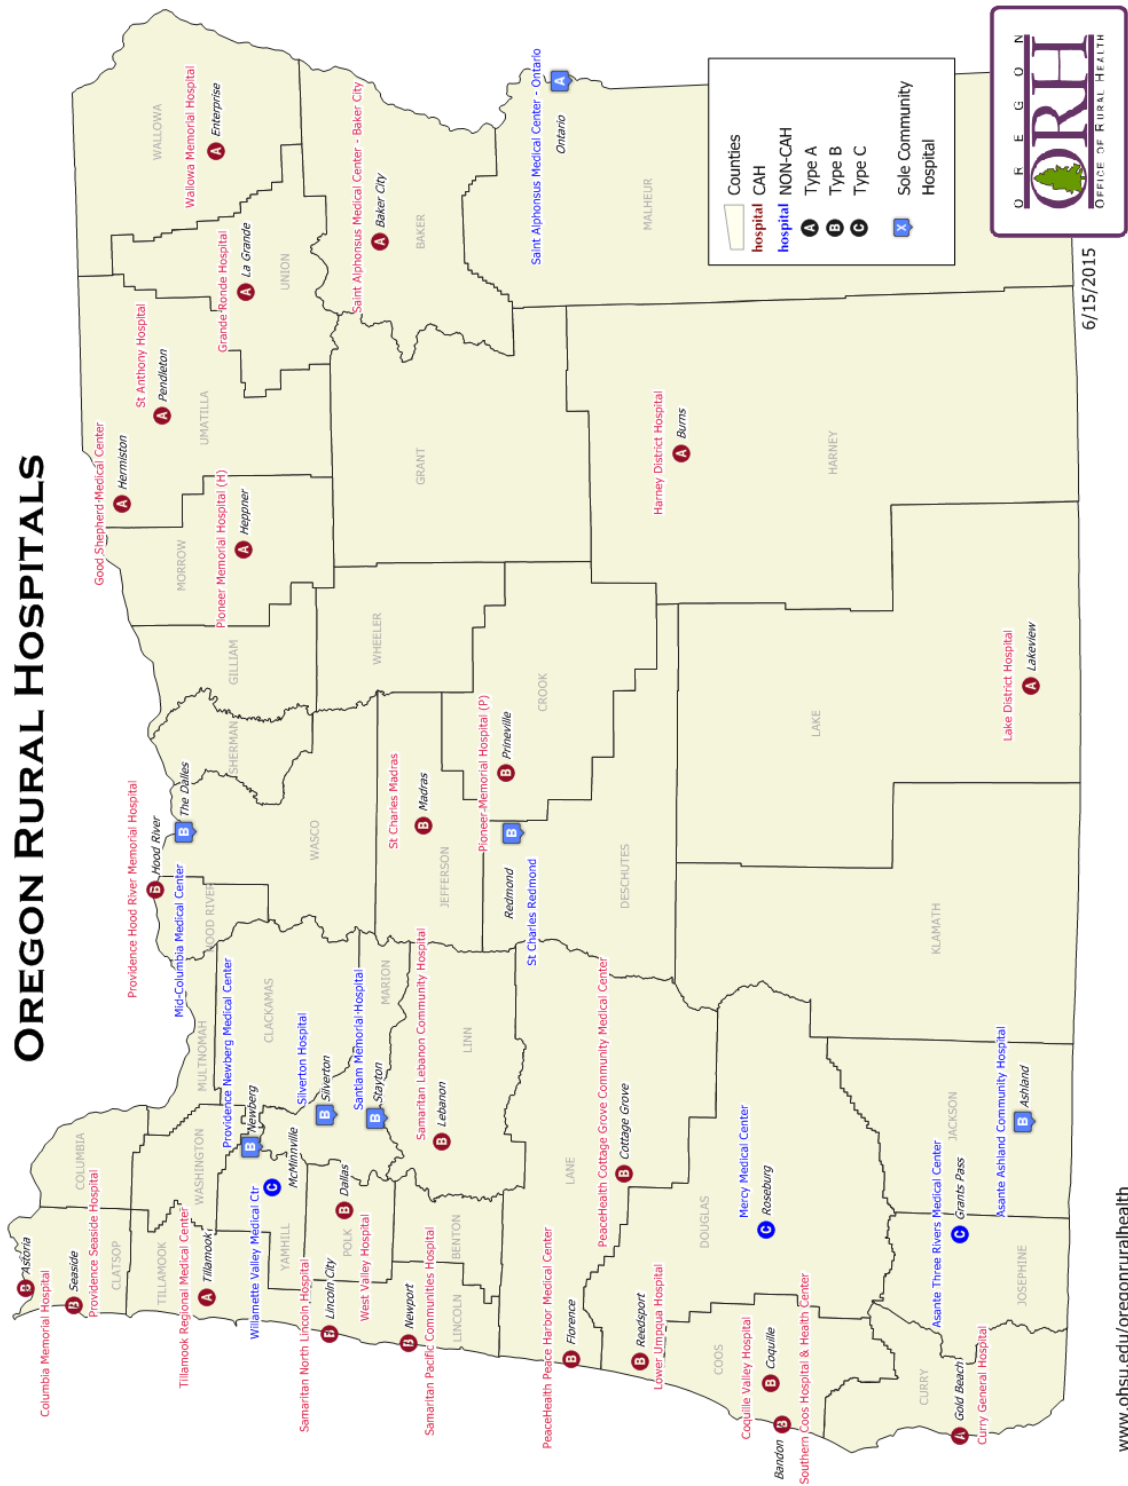 OREGON RURAL HOSPITALS
Columbia Memorial Hospital
B
Astoria
B
Seaside
Providence Seaside Hospital
COLUMBIA
CLATSOP
TILLAMOOK
Tillamook Regional Medical Center
A
Tillamook
WASHINGTON
MULTNOMAH
Providence Newberg Medical Center
B
Newberg
Willamette Valley Medical Ctr
C
McMinnville
YAMHILL
CLACKAMAS
Silverton Hospital
B
Silverton
Santiam Memorial Hospital
B
Stayton
MARION
POLK
B
Dallas
West Valley Hospital
Samaritan North Lincoln Hospital
B
Lincoln City
B
Newport
Samaritan Pacific Communities Hospital
LINCOLN
BENTON
LINN
Samaritan Lebanon Community Hospital
B
Lebanon
Providence Hood River Memorial Hospital
B
Hood River
Mid-Columbia Medical Center
B
The Dalles
HOOD RIVER
WASCO
SHERMAN
GILLIAM
MORROW
Pioneer Memorial Hospital (H)
A
Heppner
Good Shepherd Medical Center
A
Hermiston
St Anthony Hospital
A
Pendleton
UMATILLA
Grande Ronde Hospital
A
La Grande
UNION
WALLOWA
Wallowa Memorial Hospital
A
Enterprise
Saint Alphonsus Medical Center - Baker City
A
Baker City
BAKER
GRANT
WHEELER
St Charles Madras
B
Madras
JEFFERSON
Pioneer Memorial Hospital (P)
B
Prineville
CROOK
Redmond
B
St Charles Redmond
DESCHUTES
Saint Alphonsus Medical Center - Ontario
A
Ontario
MALHEUR
Harney District Hospital
A
Burns
HARNEY
PeaceHealth Peace Harbor Medical Center
B
Florence
LANE
PeaceHealth Cottage Grove Community Medical Center
B
Cottage Grove
B
Reedsport
Lower Umpqua Hospital
DOUGLAS
Mercy Medical Center
C
Roseburg
COOS
Coquille Valley Hospital
B
Coquille
Bandon
B
Southern Coos Hospital & Health Center
CURRY
A
Gold Beach
Curry General Hospital
Asante Three Rivers Medical Center
C
Grants Pass
JOSEPHINE
JACKSON
Asante Ashland Community Hospital
B
Ashland
KLAMATH
LAKE
Lake District Hospital
A
Lakeview
Counties
hospital CAH
hospital NON-CAH
A Type A
B Type B
C Type C
X Sole Community
Hospital
OREGON
ORH
OFFICE OF RURAL HEALTH
6/15/2015
www.ohsu.edu/oregonruralhealth